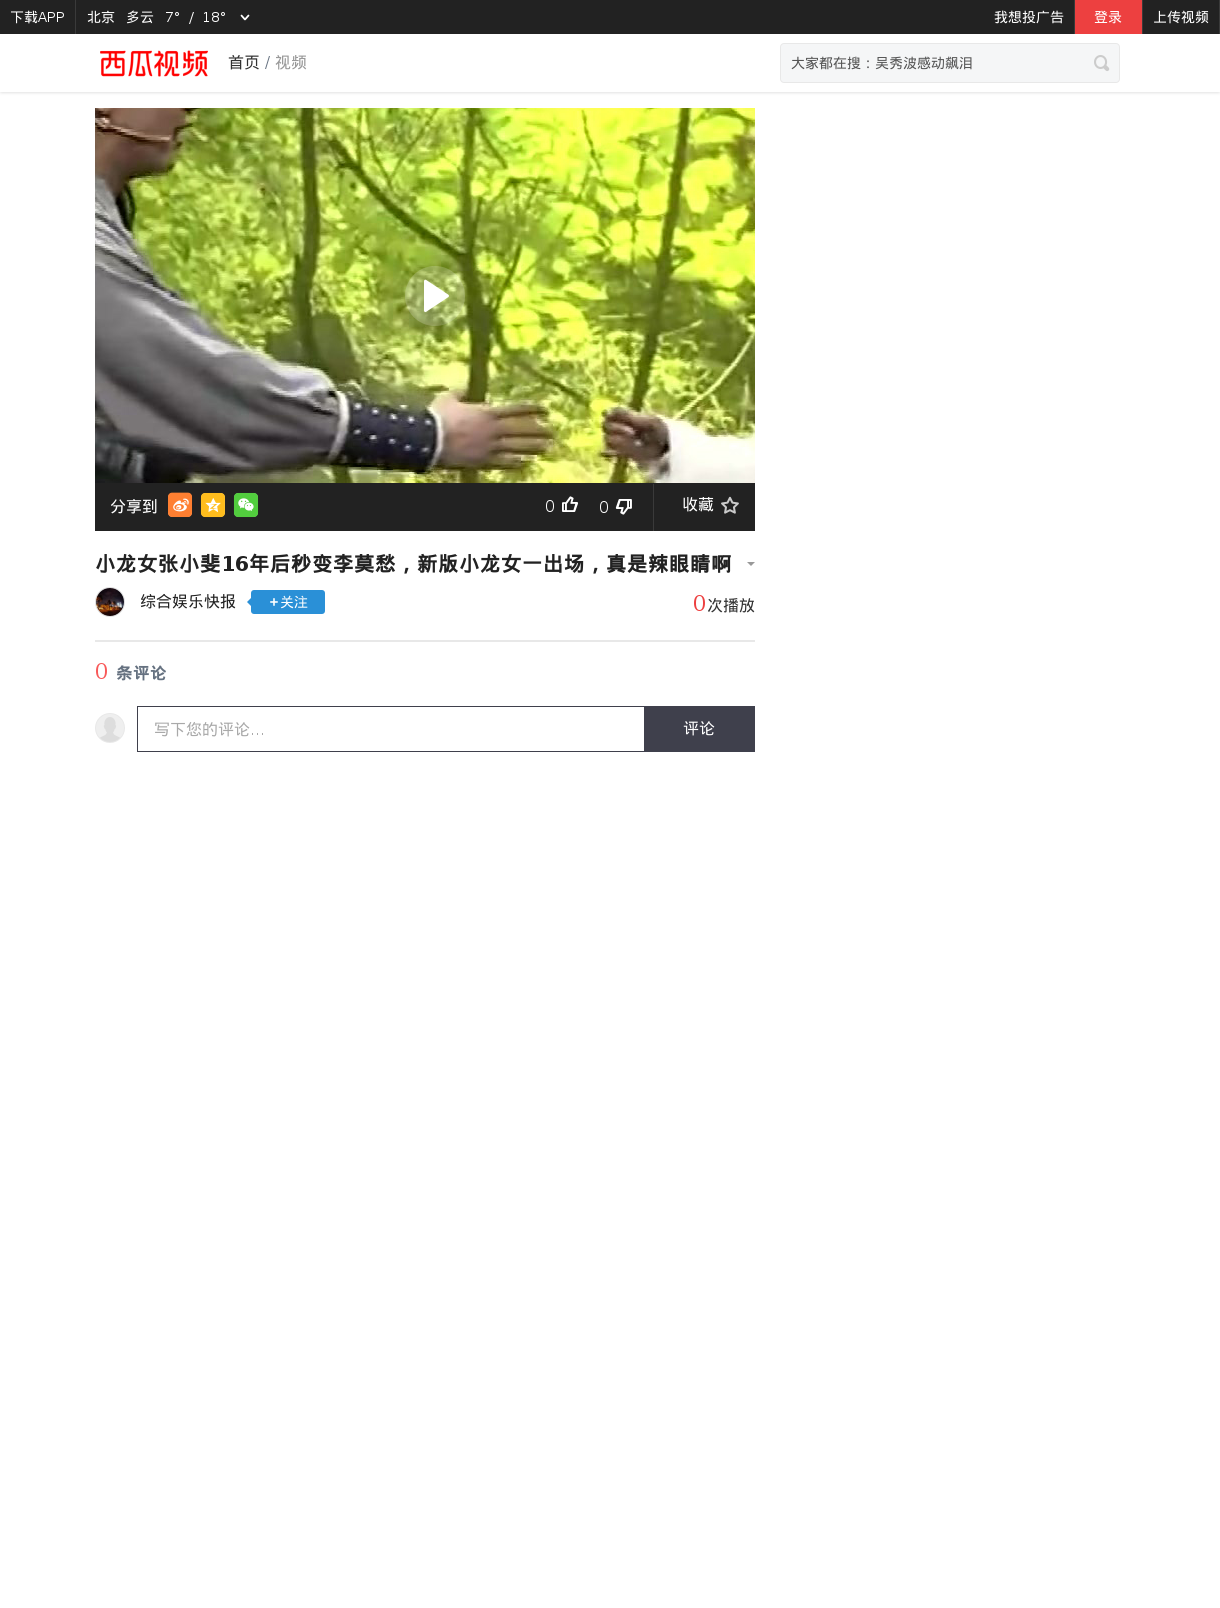 下载APP 北京 多云 7° / 18° 我想投广告 登录 上传视频
西瓜视频 首页 / 视频 大家都在搜：吴秀波感动飙泪
分享到 0 0 收藏
小龙女张小斐16年后秒变李莫愁，新版小龙女一出场，真是辣眼睛啊
综合娱乐快报 +关注 0次播放
0 条评论
写下您的评论... 评论